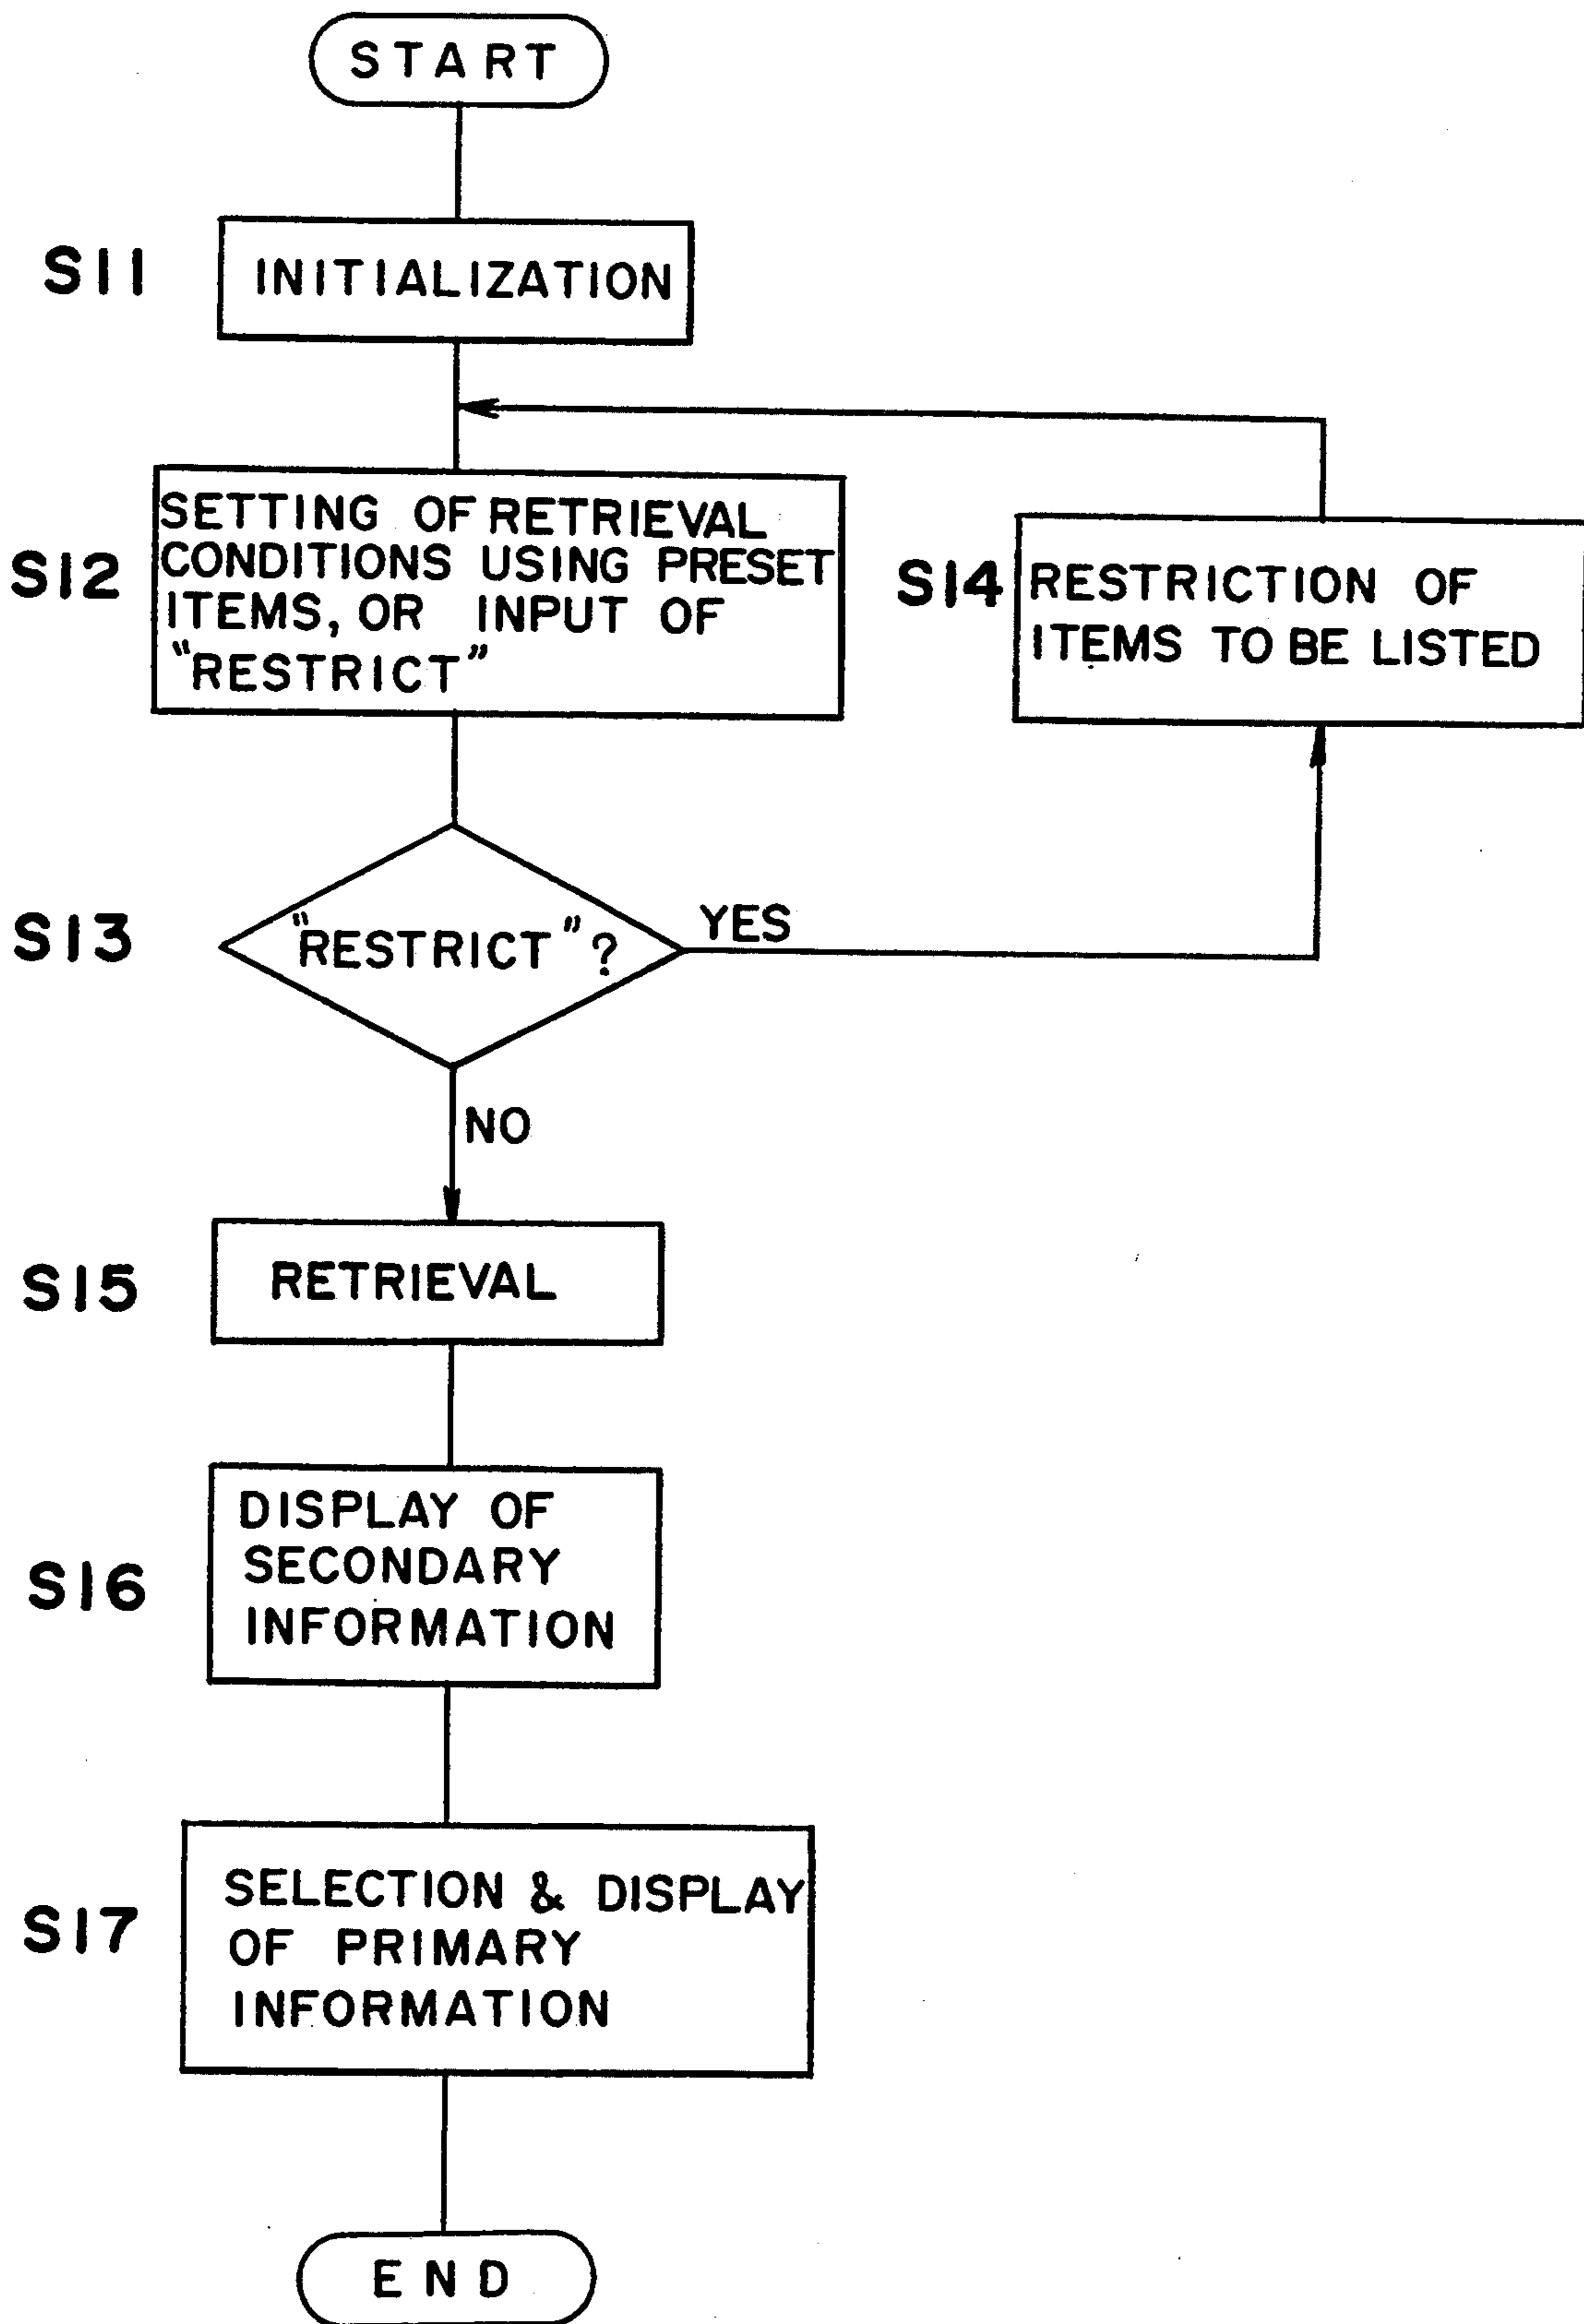 START
S11
INITIALIZATION
S12
SETTING OF RETRIEVAL
CONDITIONS USING PRESET
ITEMS, OR INPUT OF
"RESTRICT"
S14
RESTRICTION OF
ITEMS TO BE LISTED
S13
"RESTRICT"?
YES
NO
S15
RETRIEVAL
S16
DISPLAY OF
SECONDARY
INFORMATION
S17
SELECTION & DISPLAY
OF PRIMARY
INFORMATION
END